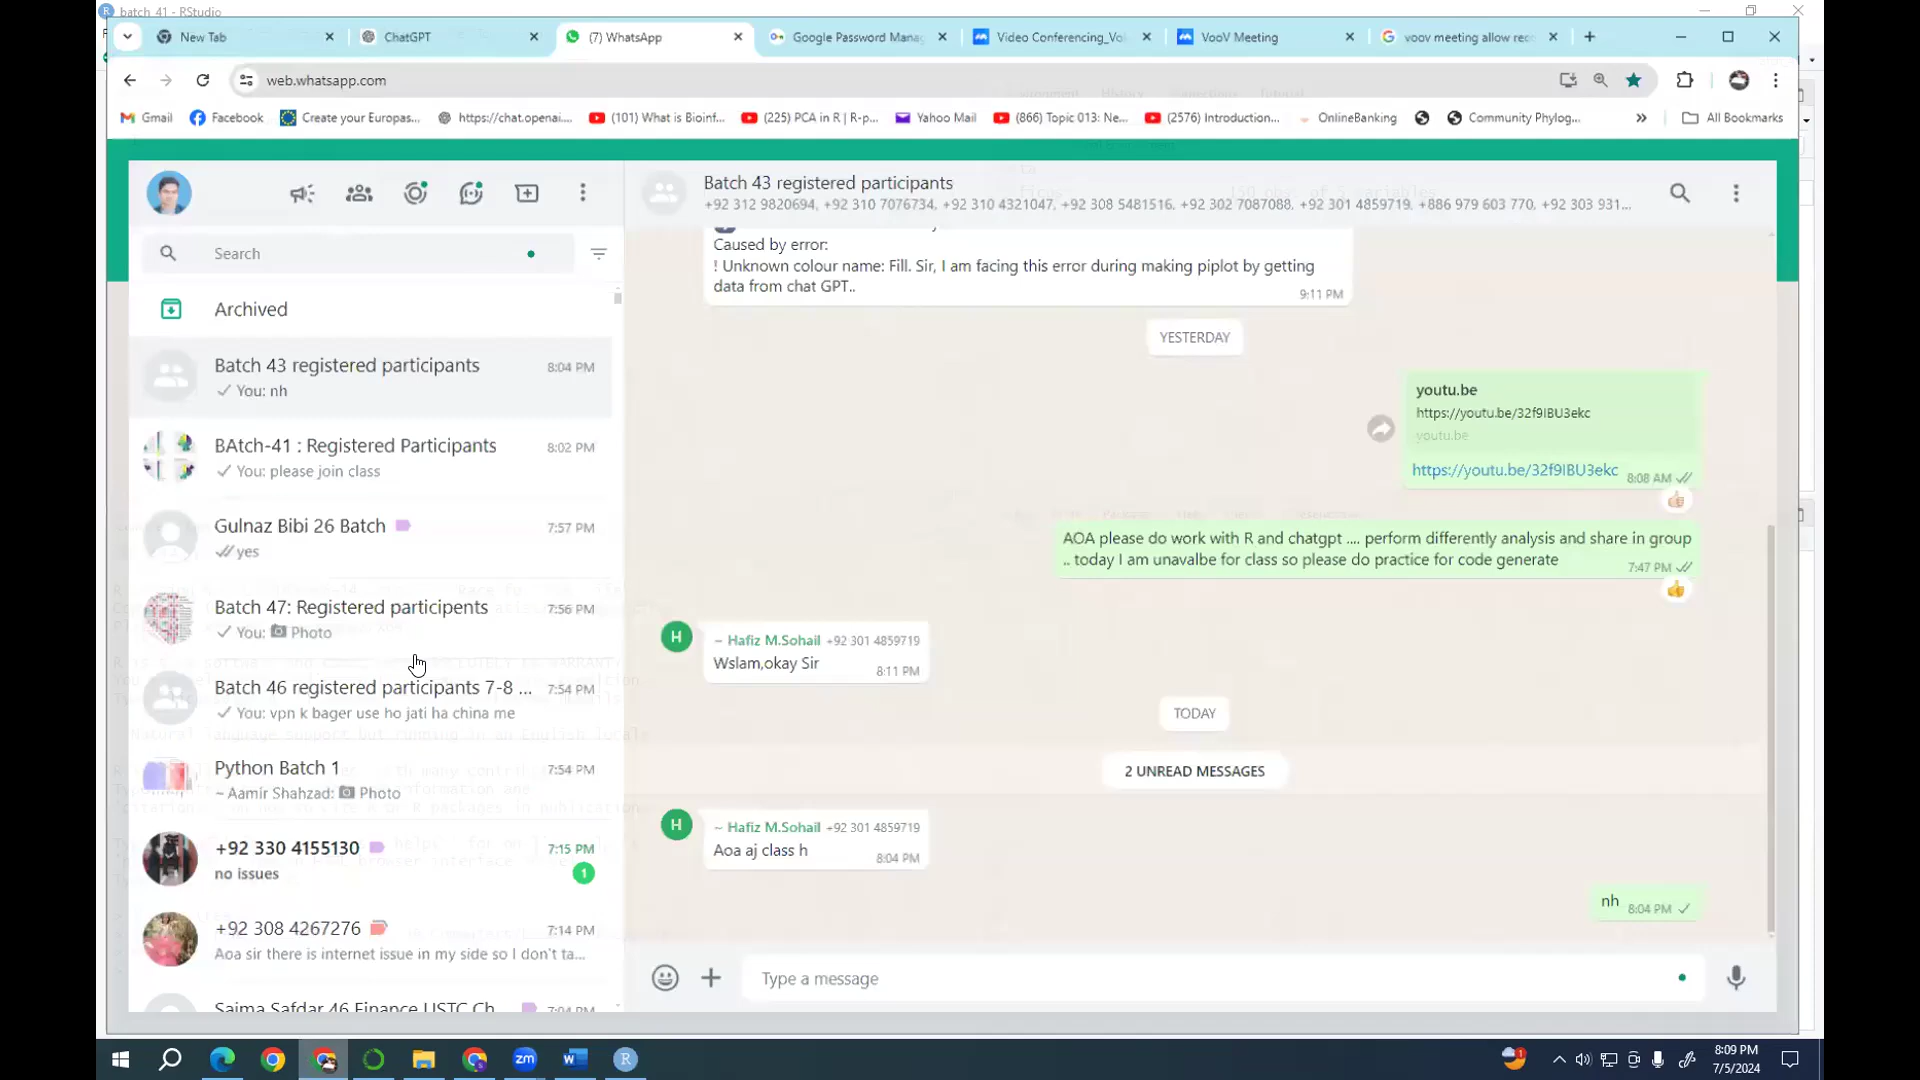 batch_41 - RStudio
New Tab
ChatGPT
(7) WhatsApp
Google Password Mana
Video Conferencing_Vo
VooV Meeting
voov meeting allow rec
web.whatsapp.com
Gmail
Facebook
Create your Europas...
https://chat.openai....
(101) What is Bioinf...
(225) PCA in R | R-p...
Yahoo Mail
(866) Topic 013: Ne...
(2576) Introduction...
OnlineBanking
Community Phylog...
»
All Bookmarks
Batch 43 registered participants
+92 312 9820694, +92 310 7076734, +92 310 4321047, +92 308 5481516, +92 302 7087088, +92 301 4859719, +886 979 603 770, +92 303 931...
Search
Archived
Batch 43 registered participants
8:04 PM
You: nh
BAtch-41 : Registered Participants
8:02 PM
You: please join class
Gulnaz Bibi 26 Batch
7:57 PM
yes
Batch 47: Registered participents
7:56 PM
You: Photo
Batch 46 registered participants 7-8 ...
7:54 PM
You: vpn k bager use ho jati ha china me
Python Batch 1
7:54 PM
~ Aamir Shahzad: Photo
+92 330 4155130
7:15 PM
no issues
1
+92 308 4267276
7:14 PM
Aoa sir there is internet issue in my side so I don't ta...
Saima Safdar 46 Finance USTC Ch...
7:04 PM
Caused by error:
! Unknown colour name: Fill. Sir, I am facing this error during making piplot by getting
data from chat GPT..
9:11 PM
YESTERDAY
youtu.be
https://youtu.be/32f9IBU3ekc
youtu.be
https://youtu.be/32f9IBU3ekc
8:08 AM
AOA please do work with R and chatgpt .... perform differently analysis and share in group
.. today I am unavalbe for class so please do practice for code generate
7:47 PM
H
~ Hafiz M.Sohail +92 301 4859719
Wslam,okay Sir
8:11 PM
TODAY
2 UNREAD MESSAGES
H
~ Hafiz M.Sohail +92 301 4859719
Aoa aj class h
8:04 PM
nh
8:04 PM
Type a message
zm
8:09 PM
7/5/2024